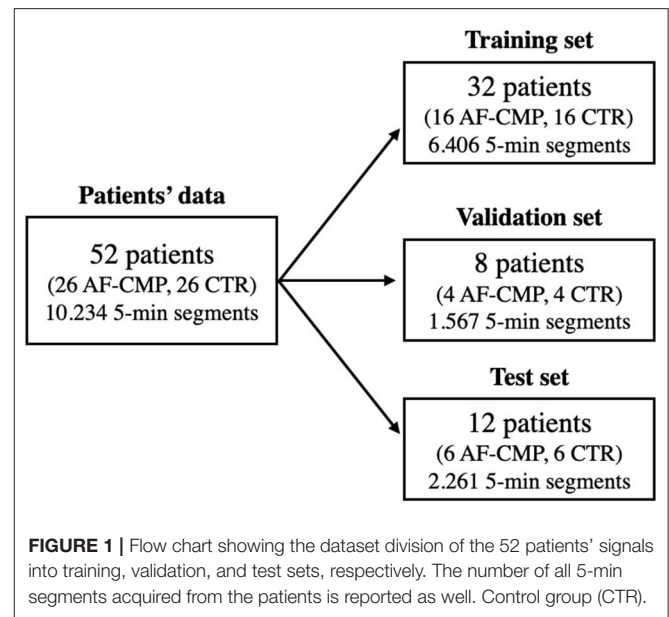 Training set
32 patients
(16 AF-CMP, 16 CTR)
6.406 5-min segments
Patients' data
52 patients
(26 AF-CMP, 26 CTR)
10.234 5-min segments
Validation set
8 patients
(4 AF-CMP, 4 CTR)
1.567 5-min segments
Test set
12 patients
(6 AF-CMP, 6 CTR)
2.261 5-min segments
FIGURE 1 | Flow chart showing the dataset division of the 52 patients' signals
into training, validation, and test sets, respectively. The number of all 5-min
segments acquired from the patients is reported as well. Control group (CTR).